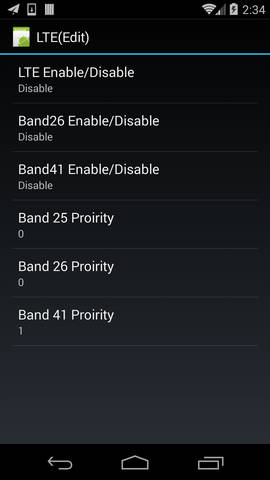 2:34
LTE(Edit)
LTE Enable/Disable
Disable
Band26 Enable/Disable
Disable
Band41 Enable/Disable
Disable
Band 25 Proirity
0
Band 26 Proirity
0
Band 41 Proirity
1